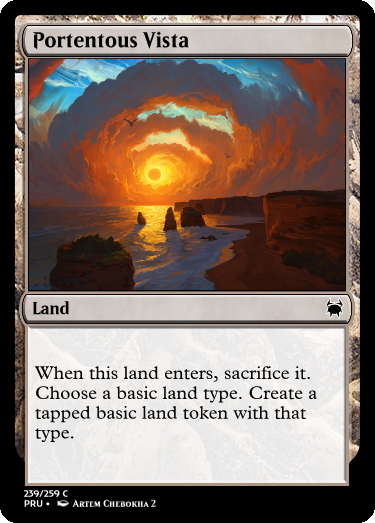 Portentous Vista
Land
When this land enters, sacrifice it.
Choose a basic land type. Create a
tapped basic land token with that
type.
239/259 C
PRU • Artem Chebokha 2